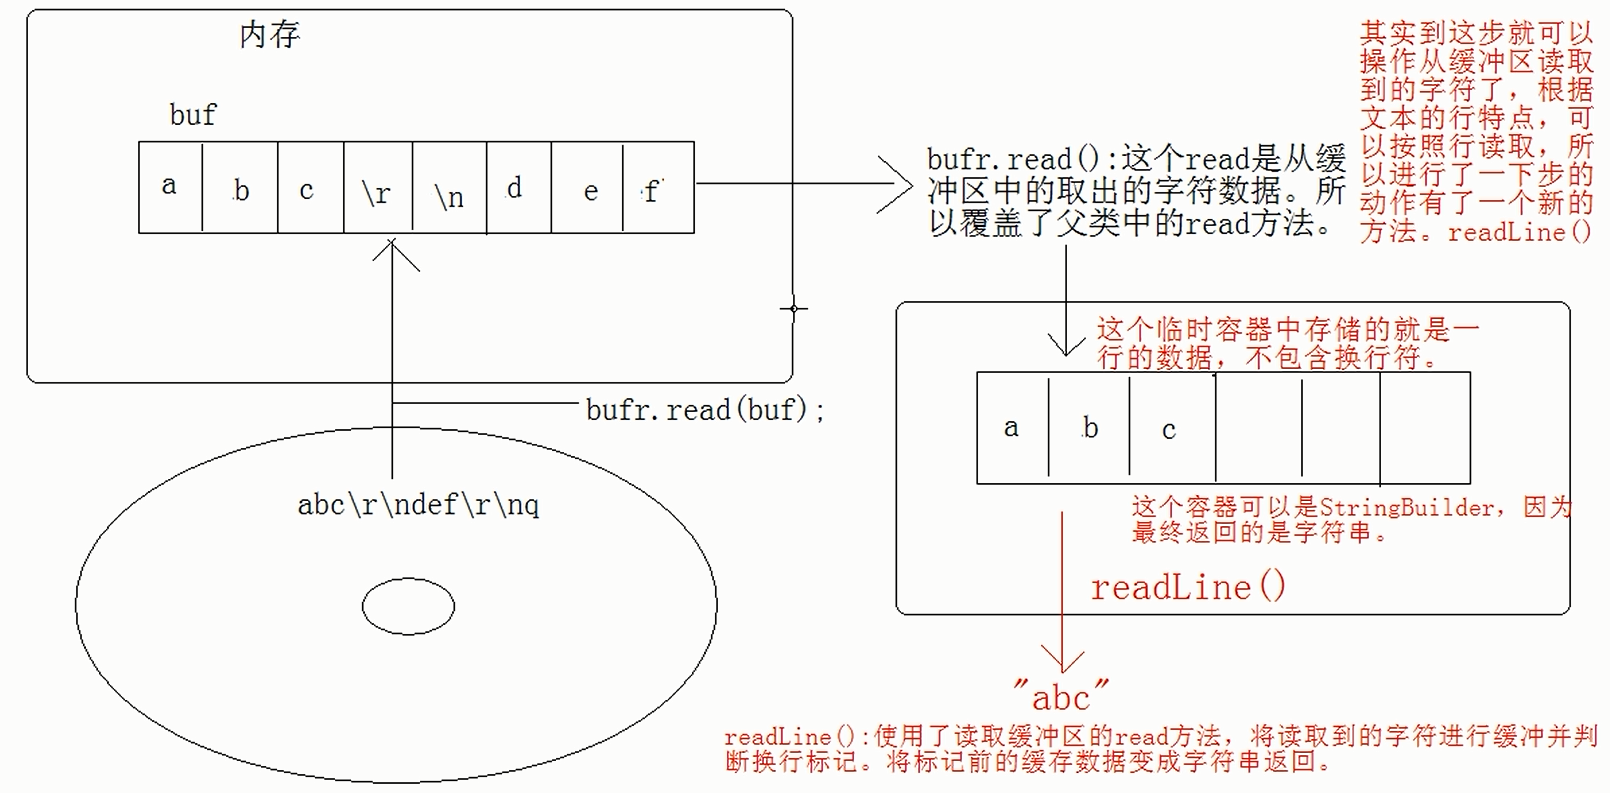 内存
buf
a b c \r \n d e f
bufr.read(buf);
abc\r\ndef\r\nq
bufr.read():这个read是从缓
冲区中的取出的字符数据。所
以覆盖了父类中的read方法。
其实到这步就可以
操作从缓冲区读取
到的字符了，根据
文本的行特点，可
以按照行读取，所
以进行了一下步的
动作有了一个新的
方法。readLine()
这个临时容器中存储的就是一
行的数据，不包含换行符。
a b c
这个容器可以是StringBuilder，因为
最终返回的是字符串。
readLine()
"abc"
readLine():使用了读取缓冲区的read方法，将读取到的字符进行缓冲并判
断换行标记。将标记前的缓存数据变成字符串返回。